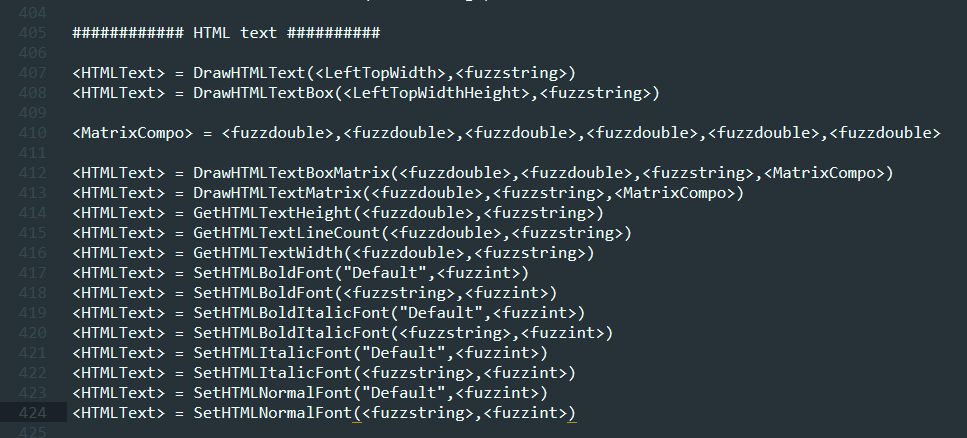 404
405 ############ HTML text ##########
406
407 <HTMLText> = DrawHTMLText(<LeftTopWidth>,<fuzzstring>)
408 <HTMLText> = DrawHTMLTextBox(<LeftTopWidthHeight>,<fuzzstring>)
409
410 <MatrixCompo> = <fuzzdouble>,<fuzzdouble>,<fuzzdouble>,<fuzzdouble>,<fuzzdouble>,<fuzzdouble>
411
412 <HTMLText> = DrawHTMLTextBoxMatrix(<fuzzdouble>,<fuzzdouble>,<fuzzstring>,<MatrixCompo>)
413 <HTMLText> = DrawHTMLTextMatrix(<fuzzdouble>,<fuzzstring>,<MatrixCompo>)
414 <HTMLText> = GetHTMLTextHeight(<fuzzdouble>,<fuzzstring>)
415 <HTMLText> = GetHTMLTextLineCount(<fuzzdouble>,<fuzzstring>)
416 <HTMLText> = GetHTMLTextWidth(<fuzzdouble>,<fuzzstring>)
417 <HTMLText> = SetHTMLBoldFont("Default",<fuzzint>)
418 <HTMLText> = SetHTMLBoldFont(<fuzzstring>,<fuzzint>)
419 <HTMLText> = SetHTMLBoldItalicFont("Default",<fuzzint>)
420 <HTMLText> = SetHTMLBoldItalicFont(<fuzzstring>,<fuzzint>)
421 <HTMLText> = SetHTMLItalicFont("Default",<fuzzint>)
422 <HTMLText> = SetHTMLItalicFont(<fuzzstring>,<fuzzint>)
423 <HTMLText> = SetHTMLNormalFont("Default",<fuzzint>)
424 <HTMLText> = SetHTMLNormalFont(<fuzzstring>,<fuzzint>)
425